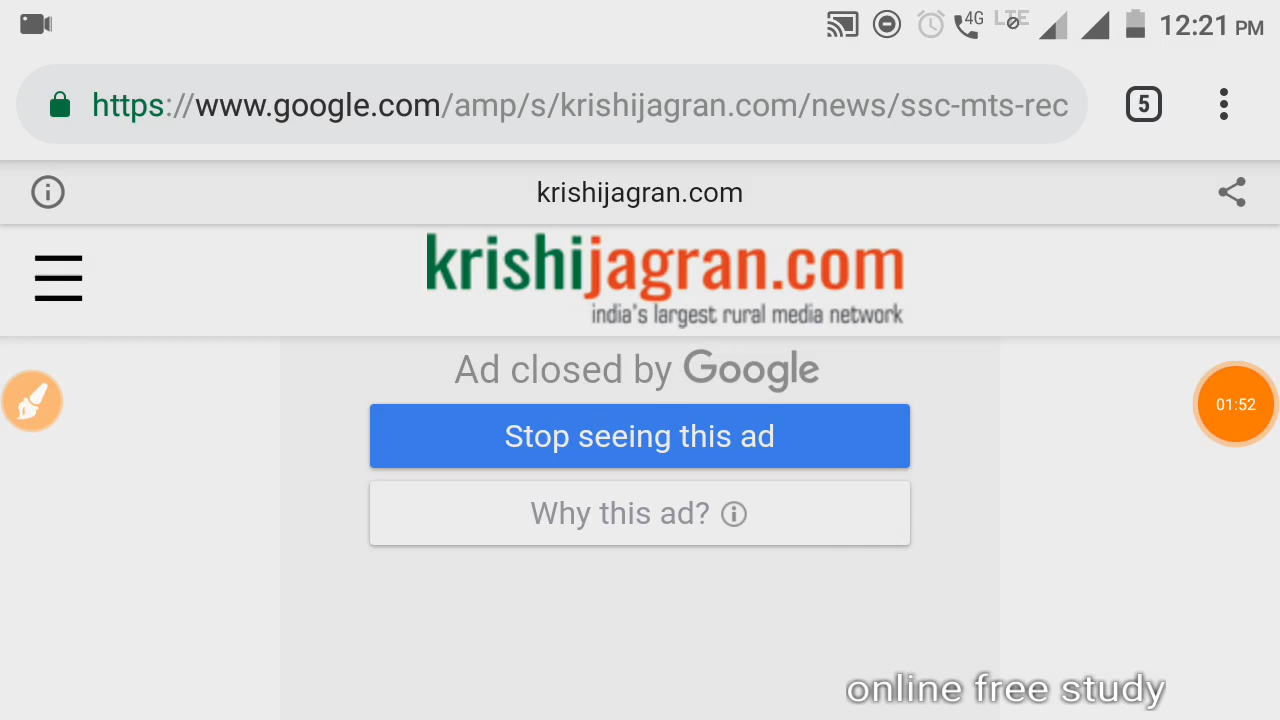 4G LTE 12:21 PM
https://www.google.com/amp/s/krishijagran.com/news/ssc-mts-rec 5
krishijagran.com
krishijagran.com
india's largest rural media network
Ad closed by Google
Stop seeing this ad
01:52
Why this ad?
online free study